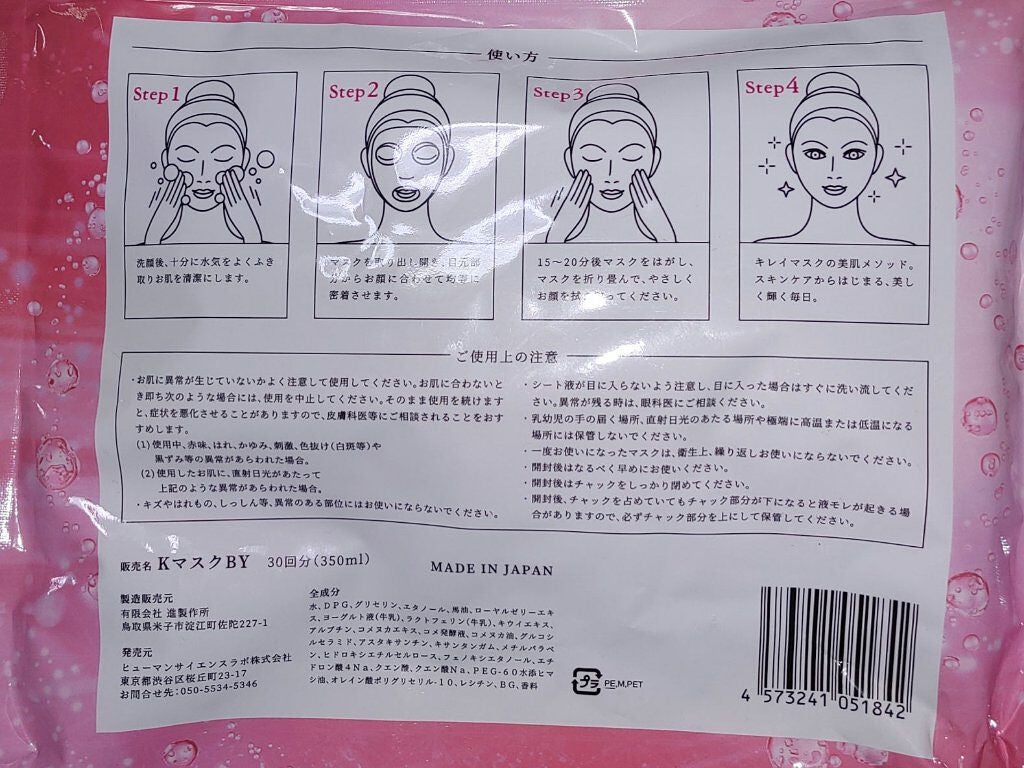 使い方
Step1
洗顔後、十分に水気をよくふき
取りお肌を清潔にします。
Step2
マスクを取り出し開き、目元部
分からお顔に合わせて均等に
密着させます。
Step3
15〜20分後マスクをはがし、
マスクを折り畳んで、やさしく
お顔を拭きとってください。
Step4
キレイマスクの美肌メソッド。
スキンケアからはじまる、美し
く輝く毎日。
ご使用上の注意
・お肌に異常が生じていないかよく注意して使用してください。お肌に合わないと
き即ち次のような場合には、使用を中止してください。そのまま使用を続けます
と、症状を悪化させることがありますので、皮膚科医等にご相談されることをおす
すめします。
(1)使用中、赤味、はれ、かゆみ、刺激、色抜け(白斑等)や
黒ずみ等の異常があらわれた場合。
(2)使用したお肌に、直射日光があたって
上記のような異常があらわれた場合。
・キズやはれもの、しっしん等、異常のある部位にはお使いにならないでください。
・シート液が目に入らないよう注意し、目に入った場合はすぐに洗い流してくだ
さい。異常が残る時は、眼科医にご相談ください。
・乳幼児の手の届く場所、直射日光のあたる場所や極端に高温または低温になる
場所には保管しないでください。
・一度お使いになったマスクは、衛生上、繰り返しお使いにならないでください。
・開封後はなるべく早めにお使いください。
・開封後はチャックをしっかり閉めてください。
・開封後、チャックを占めていてもチャック部分が下になると液モレが起きる場
合がありますので、必ずチャック部分を上にして保管してください。
販売名 KマスクBY 30回分(350ml)
MADE IN JAPAN
製造販売元
有限会社 進製作所
鳥取県米子市淀江町佐陀227-1
発売元
ヒューマンサイエンスラボ株式会社
東京都渋谷区桜丘町23-17
お問合せ先:050-5534-5346
全成分
水、DPG、グリセリン、エタノール、馬油、ローヤルゼリーエキ
ス、ヨーグルト液(牛乳)、ラクトフェリン(牛乳)、キウイエキス、
アルブチン、コメヌカエキス、コメ発酵液、コメヌカ油、グルコシ
ルセラミド、アスタキサンチン、キサンタンガム、メチルパラベ
ン、ヒドロキシエチルセルロース、フェノキシエタノール、エチ
ドロン酸4Na、クエン酸、クエン酸Na、PEG-60水添ヒマ
シ油、オレイン酸ポリグリセリル-10、レシチン、BG、香料
プラ PE,M,PET
4 573241 051842